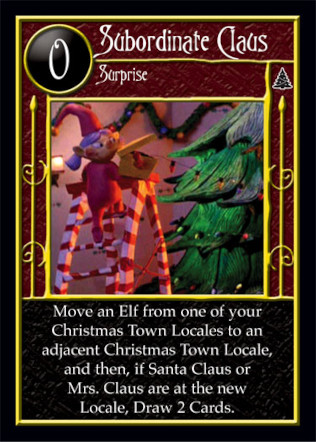 0
Subordinate Claus
Surprise
Move an Elf from one of your
Christmas Town Locales to an
adjacent Christmas Town Locale,
and then, if Santa Claus or
Mrs. Claus are at the new
Locale, Draw 2 Cards.